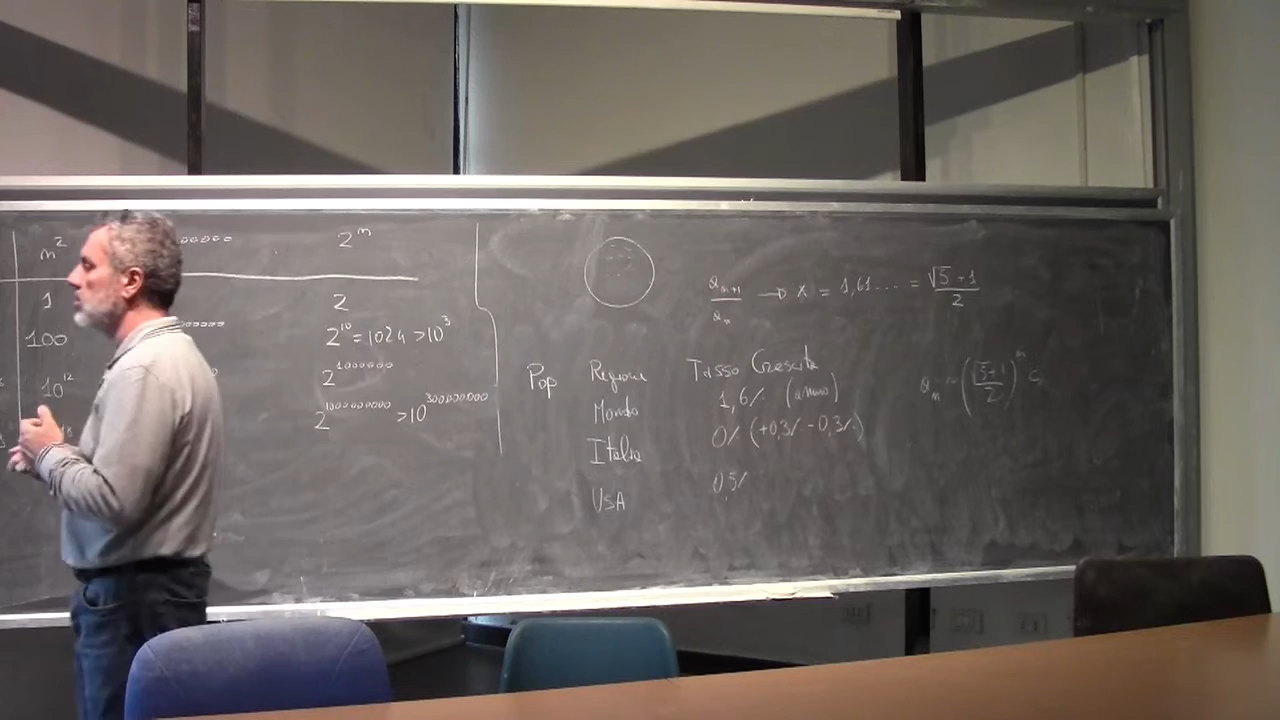 n² 2ⁿ
1 2
100 2¹⁰ = 1024 > 10³
10¹² 2¹⁰⁰⁰⁰⁰⁰
2¹⁰⁰⁰⁰⁰⁰⁰⁰⁰ > 10³⁰⁰⁰⁰⁰⁰⁰⁰
aₙ₊₁/aₙ → x = 1,61... = (√5 + 1)/2
Pop Regione Tasso Crescita
Mondo 1,6% (annuo)
Italia 0% (+0,3% -0,3%)
USA 0,5%
aₙ ~ ((√5+1)/2)ⁿ